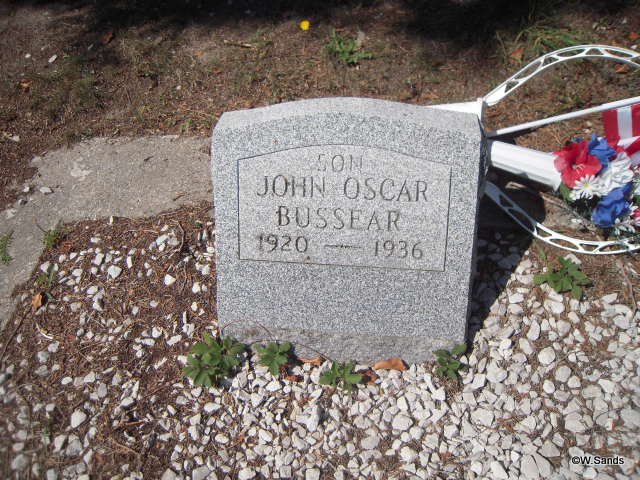 SON
JOHN OSCAR
BUSSEAR
1920 — 1936
©W.Sands